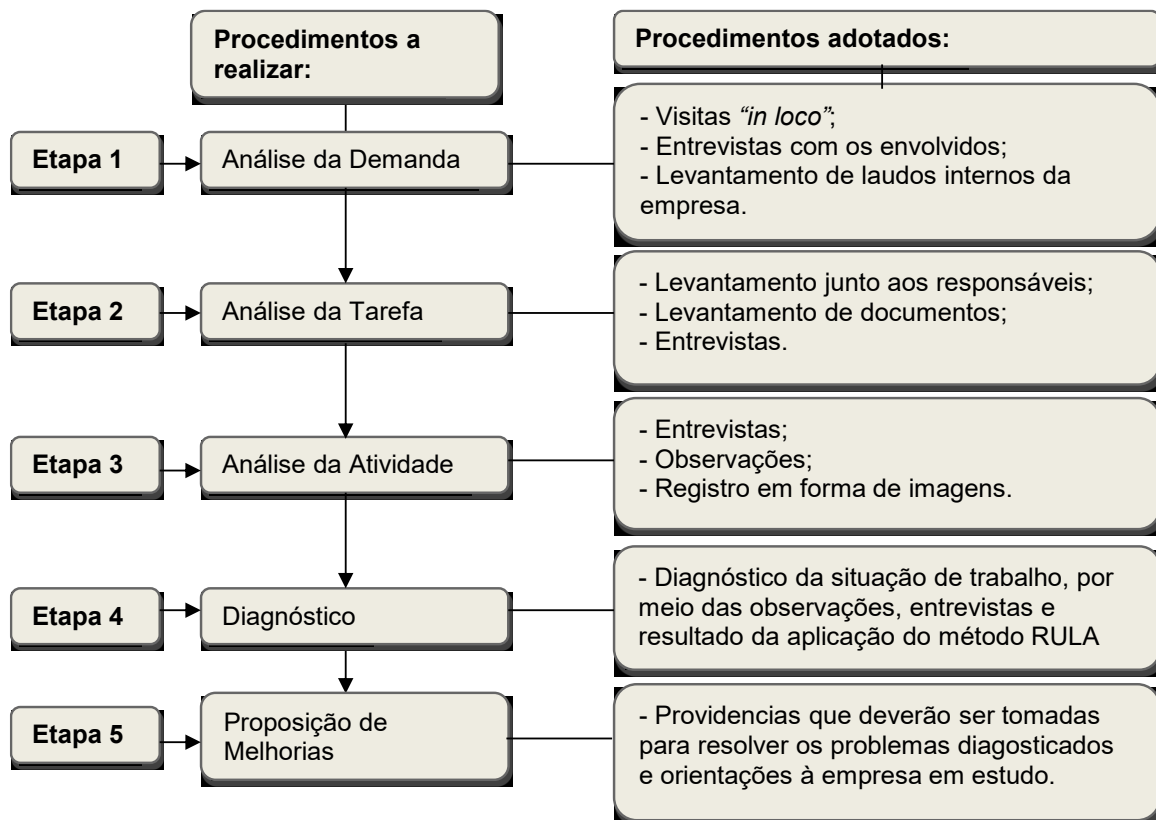 Procedimentos a
realizar:
Procedimentos adotados:
Etapa 1
Análise da Demanda
- Visitas “in loco”;
- Entrevistas com os envolvidos;
- Levantamento de laudos internos da
empresa.
Etapa 2
Análise da Tarefa
- Levantamento junto aos responsáveis;
- Levantamento de documentos;
- Entrevistas.
Etapa 3
Análise da Atividade
- Entrevistas;
- Observações;
- Registro em forma de imagens.
Etapa 4
Diagnóstico
- Diagnóstico da situação de trabalho, por
meio das observações, entrevistas e
resultado da aplicação do método RULA
Etapa 5
Proposição de
Melhorias
- Providencias que deverão ser tomadas
para resolver os problemas diagosticados
e orientações à empresa em estudo.